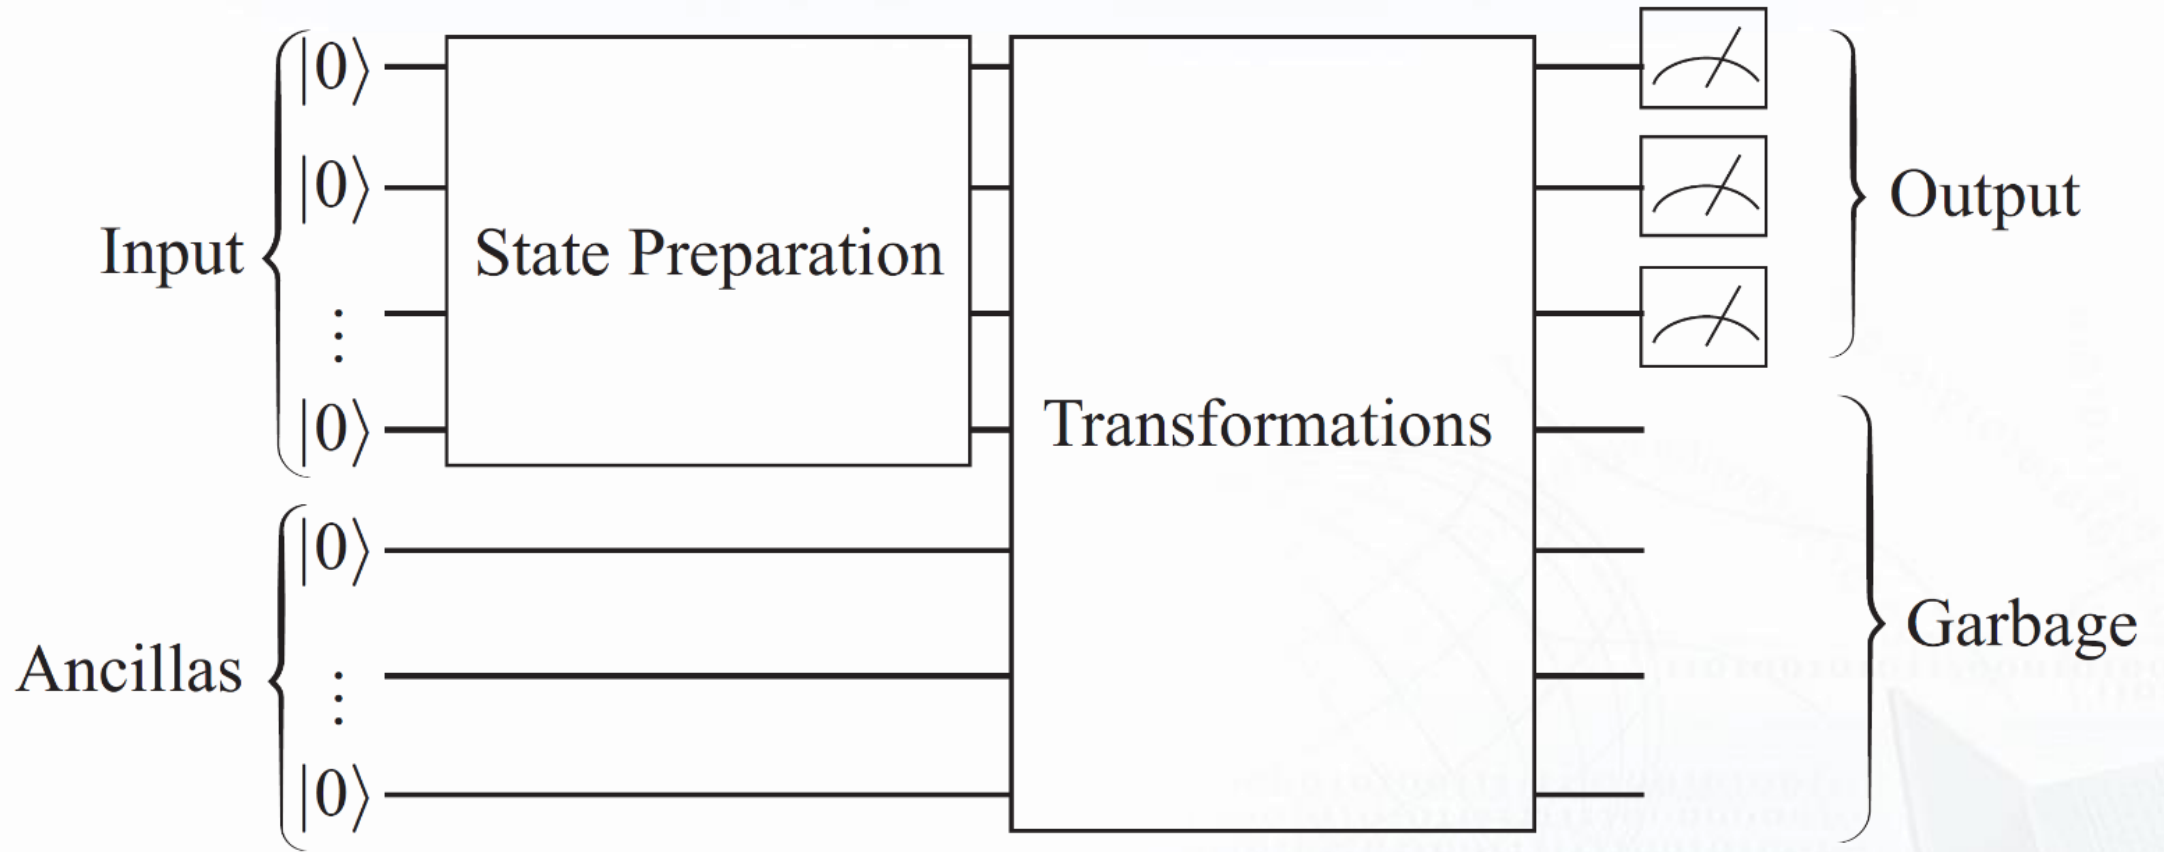 |0⟩
|0⟩
Output
Input
State Preparation
⋮
|0⟩
Transformations
|0⟩
Garbage
Ancillas
⋮
|0⟩